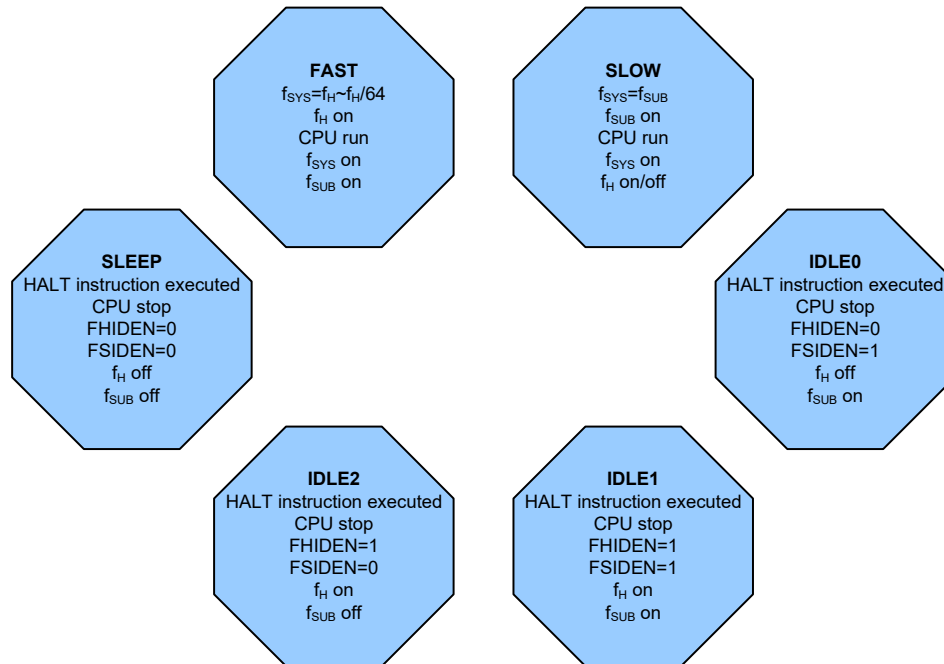 FAST
fSYS=fH~fH/64
fH on
CPU run
fSYS on
fSUB on
SLOW
fSYS=fSUB
fSUB on
CPU run
fSYS on
fH on/off
SLEEP
HALT instruction executed
CPU stop
FHIDEN=0
FSIDEN=0
fH off
fSUB off
IDLE0
HALT instruction executed
CPU stop
FHIDEN=0
FSIDEN=1
fH off
fSUB on
IDLE2
HALT instruction executed
CPU stop
FHIDEN=1
FSIDEN=0
fH on
fSUB off
IDLE1
HALT instruction executed
CPU stop
FHIDEN=1
FSIDEN=1
fH on
fSUB on